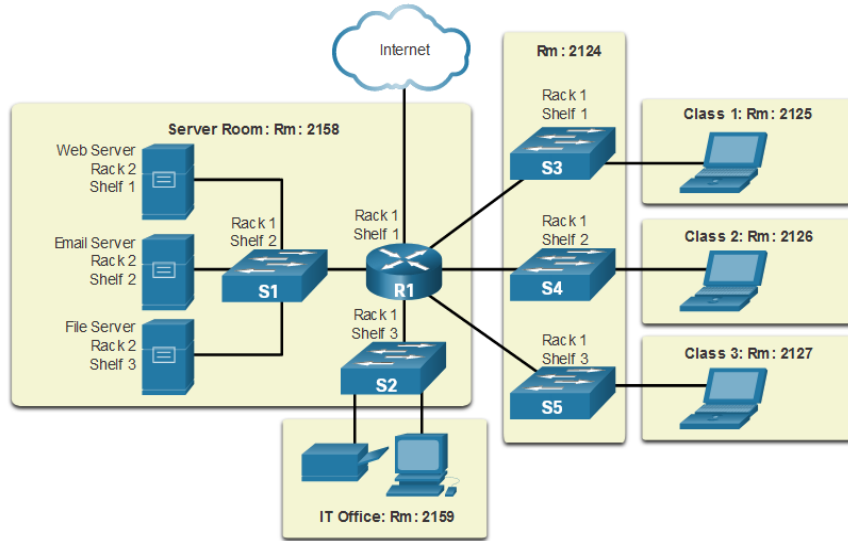 Internet
Server Room: Rm: 2158
Web Server
Rack 2
Shelf 1
Email Server
Rack 2
Shelf 2
File Server
Rack 2
Shelf 3
Rack 1
Shelf 2
S1
Rack 1
Shelf 1
R1
Rack 1
Shelf 3
S2
IT Office: Rm: 2159
Rm: 2124
Rack 1
Shelf 1
S3
Rack 1
Shelf 2
S4
Rack 1
Shelf 3
S5
Class 1: Rm: 2125
Class 2: Rm: 2126
Class 3: Rm: 2127